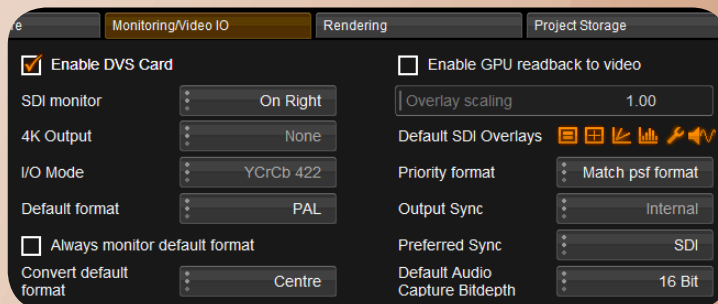 e Monitoring/Video IO Rendering Project Storage
Enable DVS Card
SDI monitor On Right
4K Output None
I/O Mode YCrCb 422
Default format PAL
Always monitor default format
Convert default
format Centre
Enable GPU readback to video
Overlay scaling 1.00
Default SDI Overlays
Priority format Match psf format
Output Sync Internal
Preferred Sync SDI
Default Audio
Capture Bitdepth 16 Bit